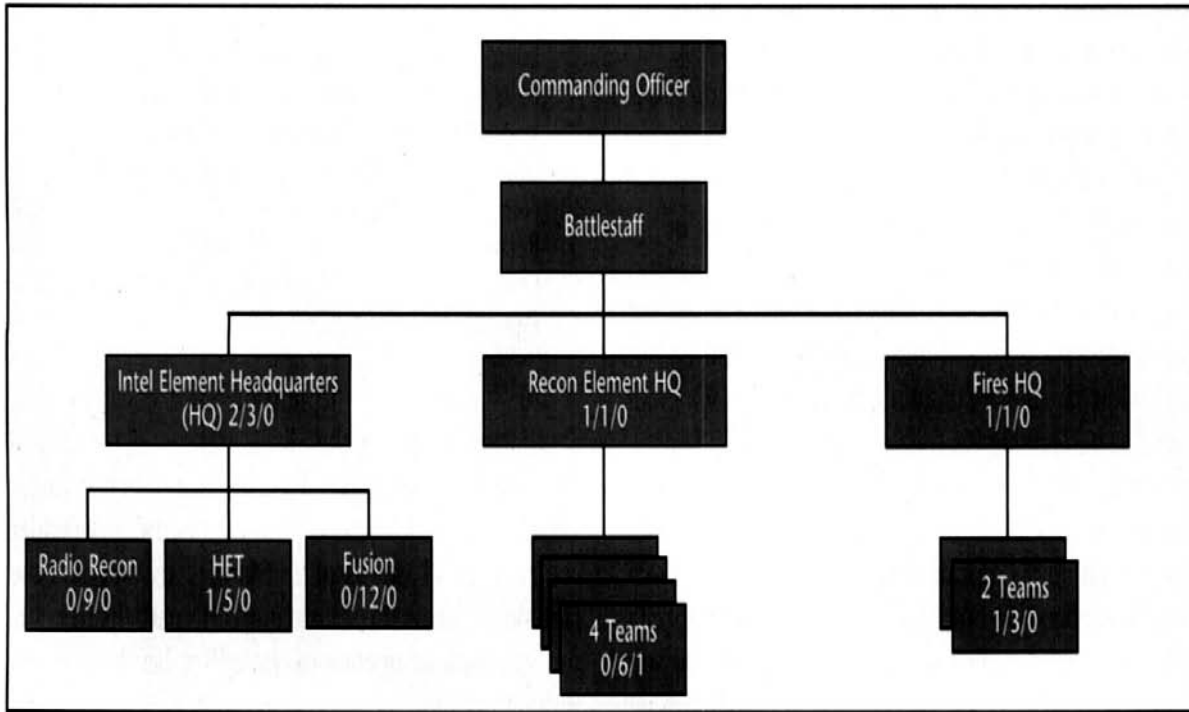 Commanding Officer
Battlestaff
Intel Element Headquarters
(HQ) 2/3/0
Recon Element HQ
1/1/0
Fires HQ
1/1/0
Radio Recon
0/9/0
HET
1/5/0
Fusion
0/12/0
4 Teams
0/6/1
2 Teams
1/3/0